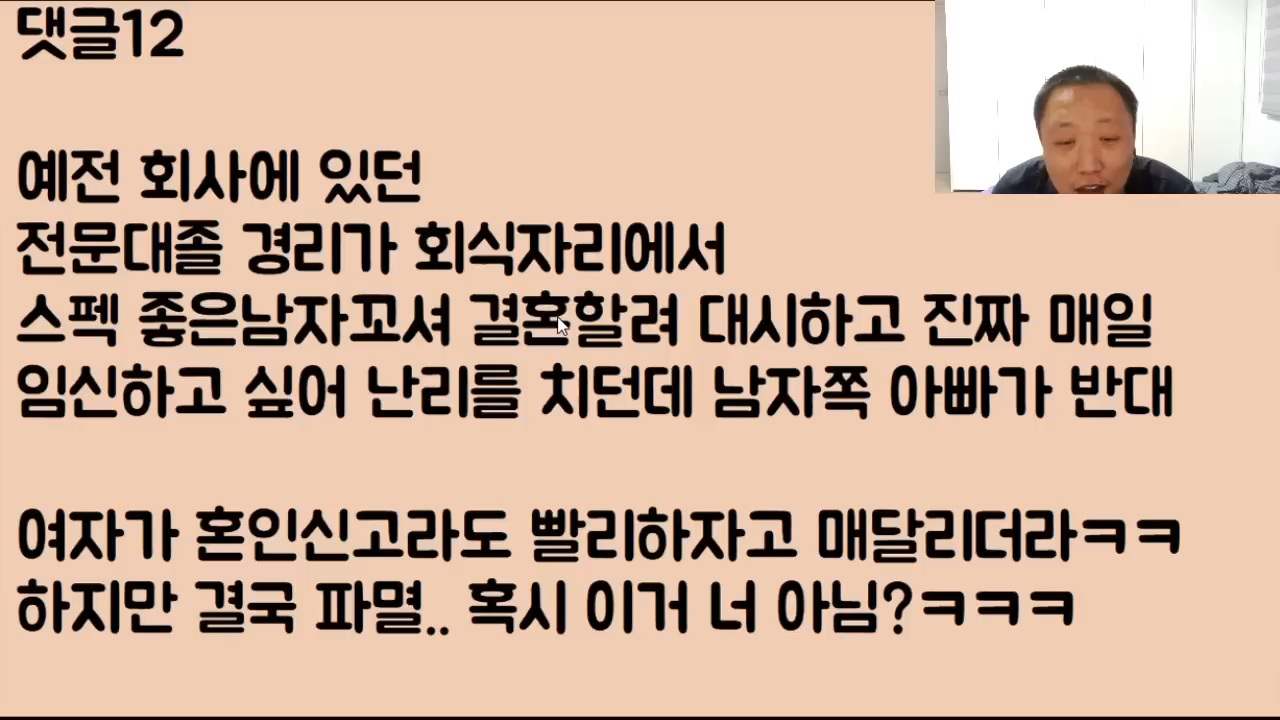 댓글12
예전 회사에 있던
전문대졸 경리가 회식자리에서
스펙 좋은남자꼬셔 결혼할려 대시하고 진짜 매일
임신하고 싶어 난리를 치던데 남자쪽 아빠가 반대
여자가 혼인신고라도 빨리하자고 매달리더라ㅋㅋ
하지만 결국 파멸.. 혹시 이거 너 아님?ㅋㅋㅋ